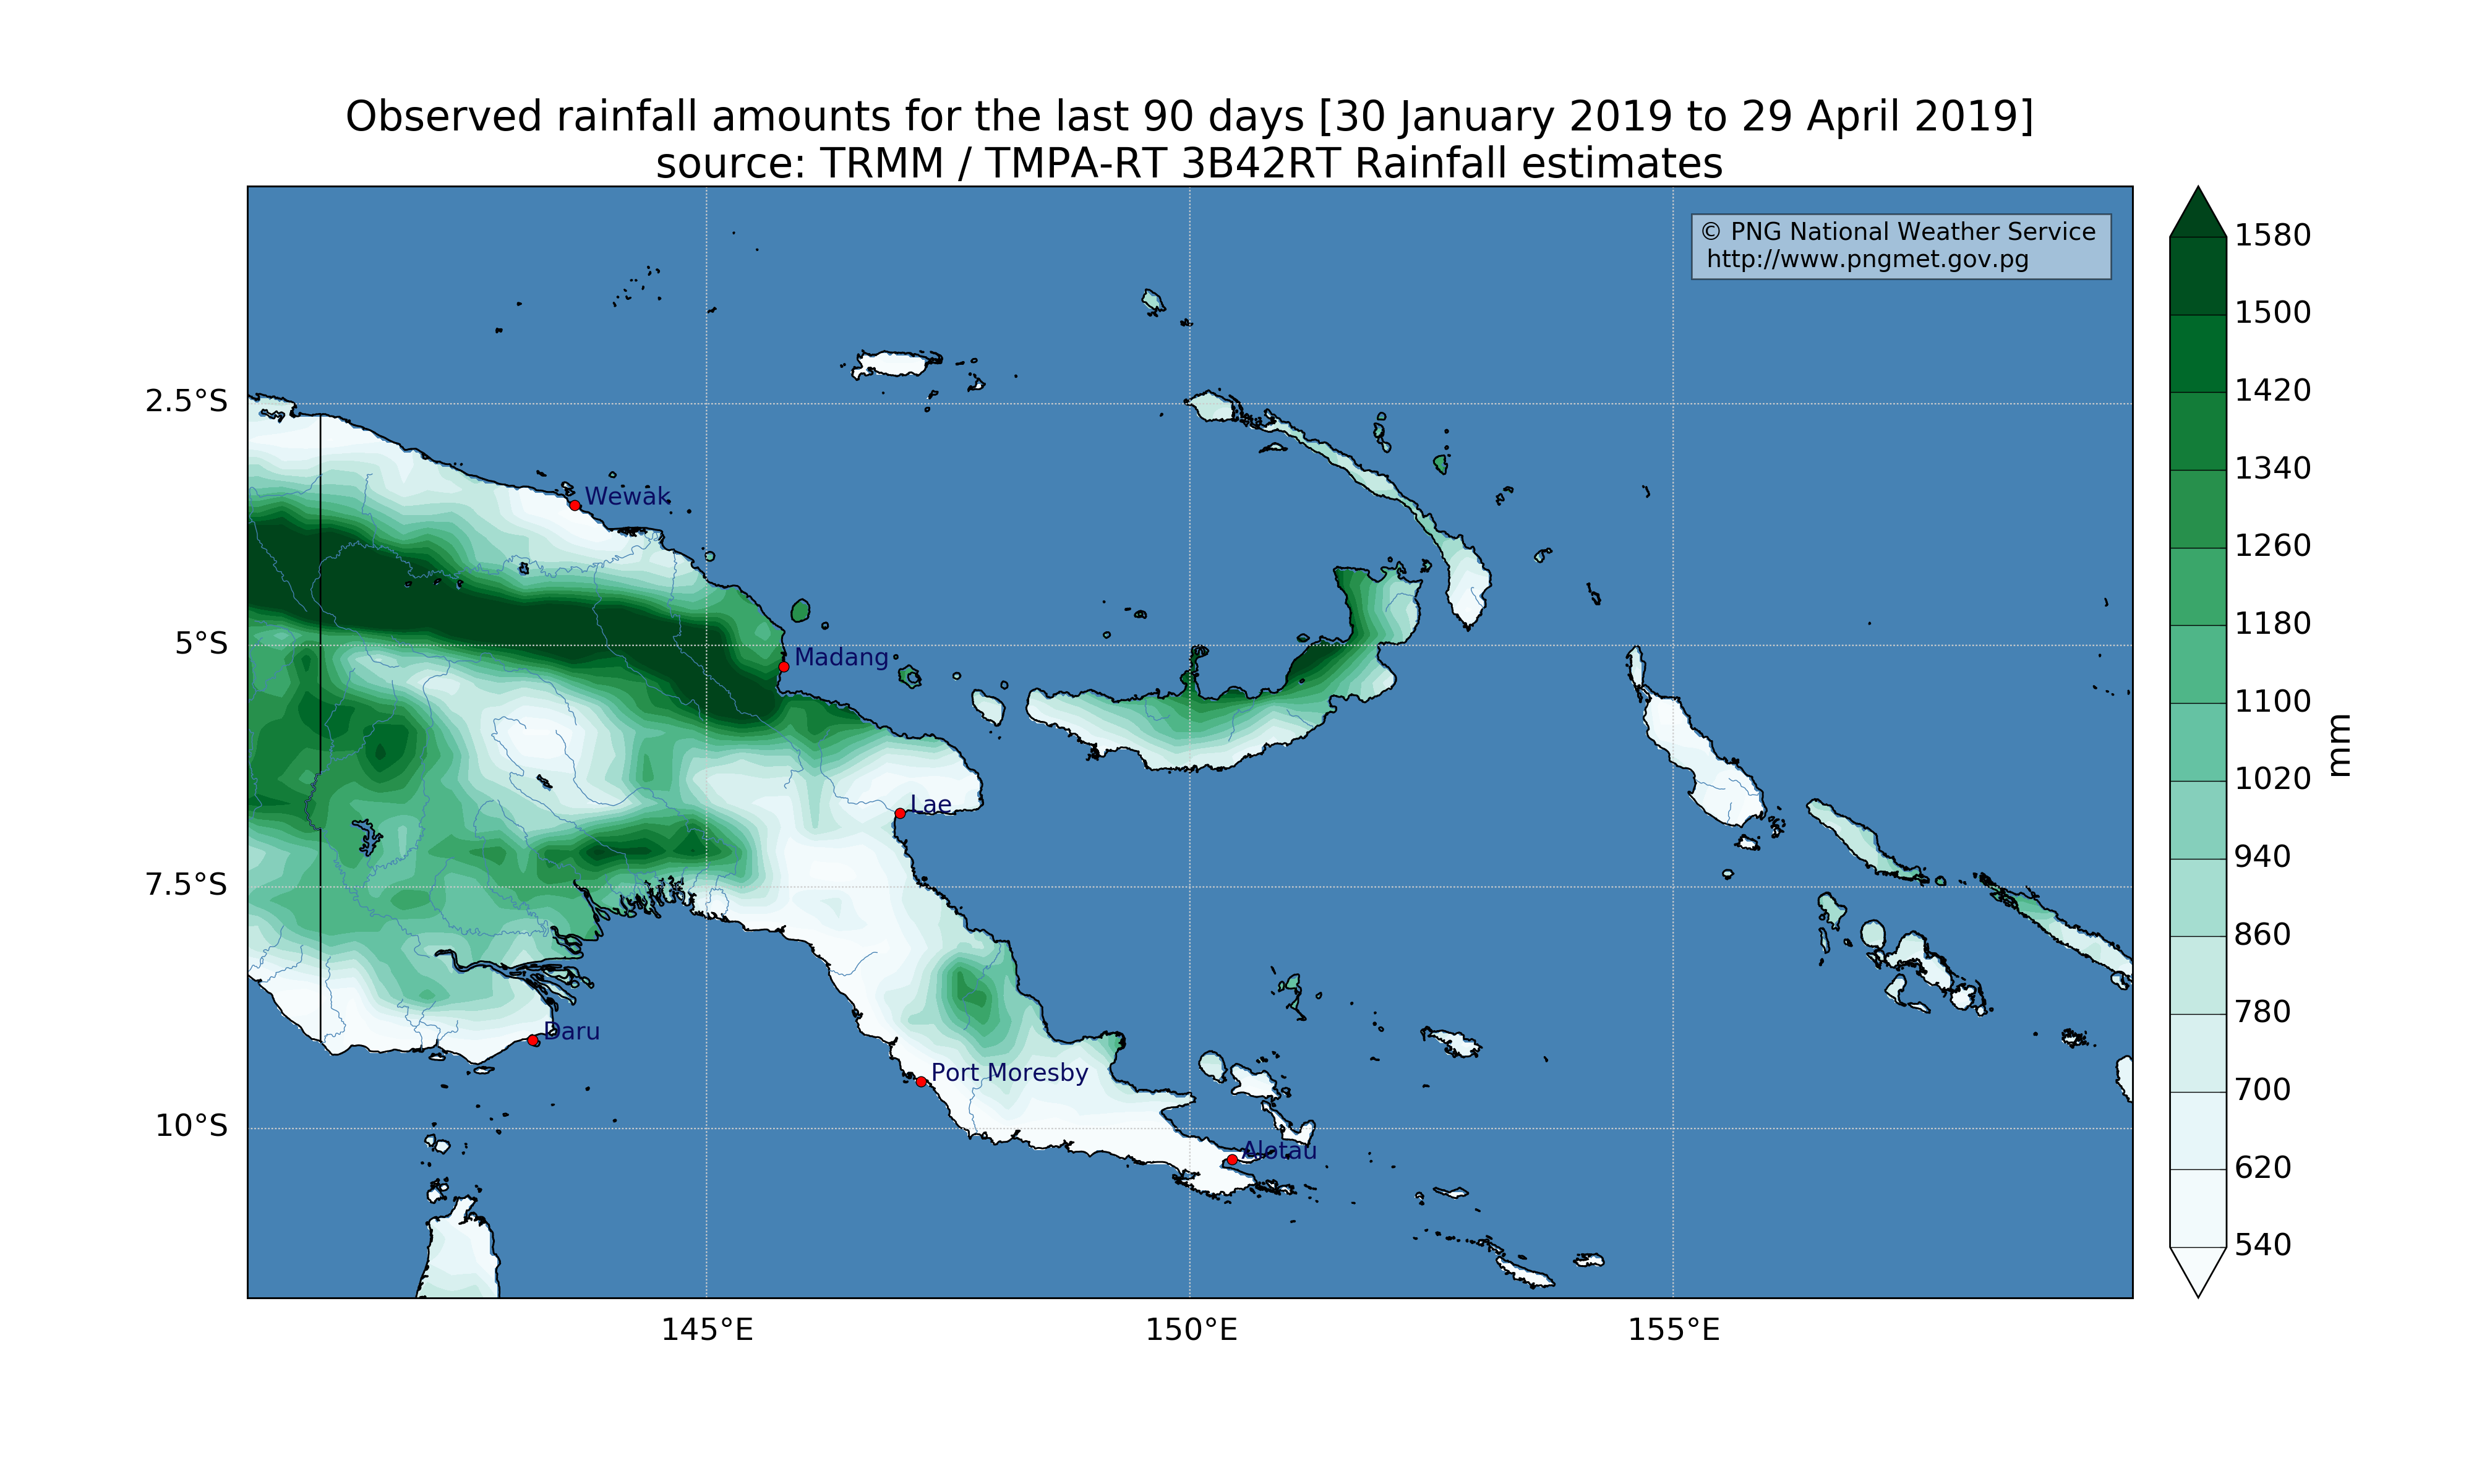 Observed rainfall amounts for the last 90 days [30 January 2019 to 29 April 2019]
source: TRMM / TMPA-RT 3B42RT Rainfall estimates
© PNG National Weather Service
http://www.pngmet.gov.pg
2.5°S
5°S
7.5°S
10°S
145°E
150°E
155°E
Wewak
Madang
Lae
Daru
Port Moresby
Alotau
1580
1500
1420
1340
1260
1180
1100
1020
940
860
780
700
620
540
mm